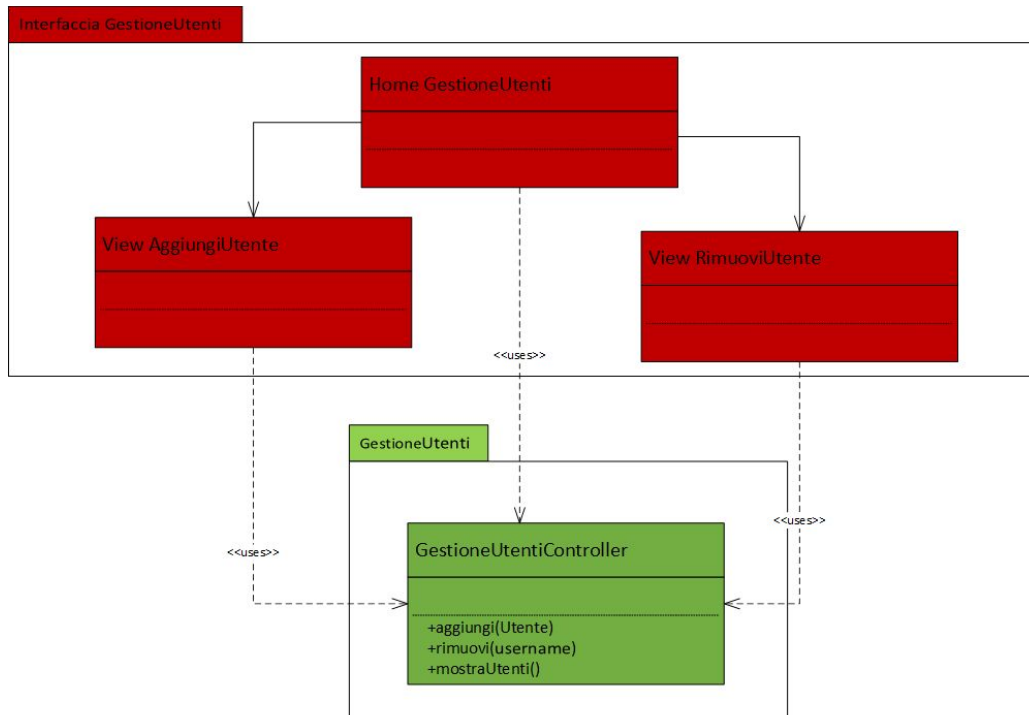 Interfaccia GestioneUtenti
Home GestioneUtenti
View AggiungiUtente
View RimuoviUtente
<<uses>>
GestioneUtenti
<<uses>>
<<uses>>
GestioneUtentiController
+aggiungi(Utente)
+rimuovi(username)
+mostraUtenti()